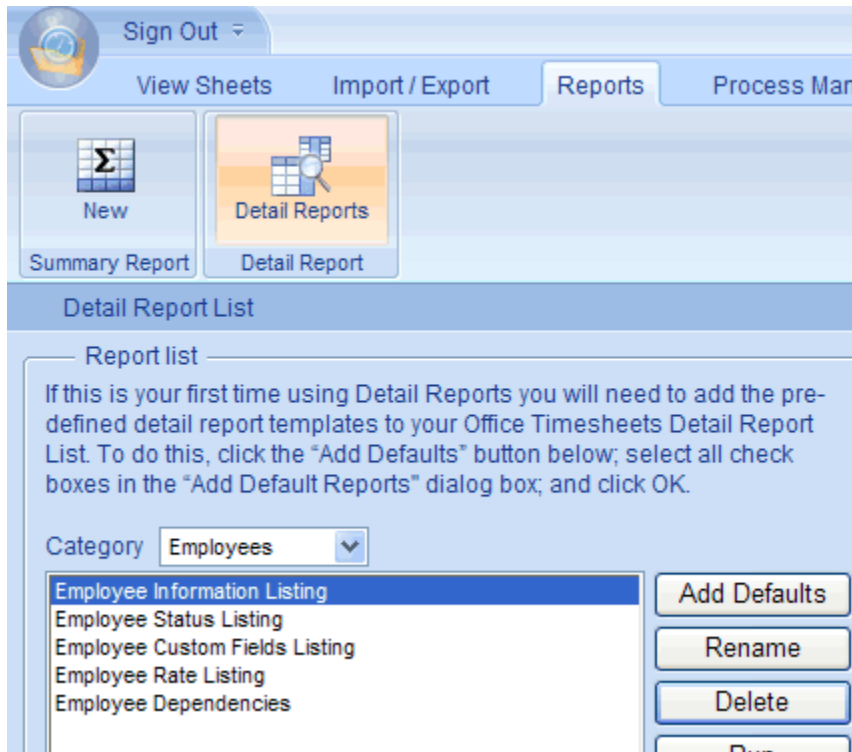 Sign Out
View Sheets Import / Export Reports Process Mar
New Detail Reports
Summary Report Detail Report
Detail Report List
Report list
If this is your first time using Detail Reports you will need to add the pre-
defined detail report templates to your Office Timesheets Detail Report
List. To do this, click the “Add Defaults” button below; select all check
boxes in the “Add Default Reports" dialog box; and click OK.
Category Employees
Employee Information Listing
Employee Status Listing
Employee Custom Fields Listing
Employee Rate Listing
Employee Dependencies
Add Defaults
Rename
Delete